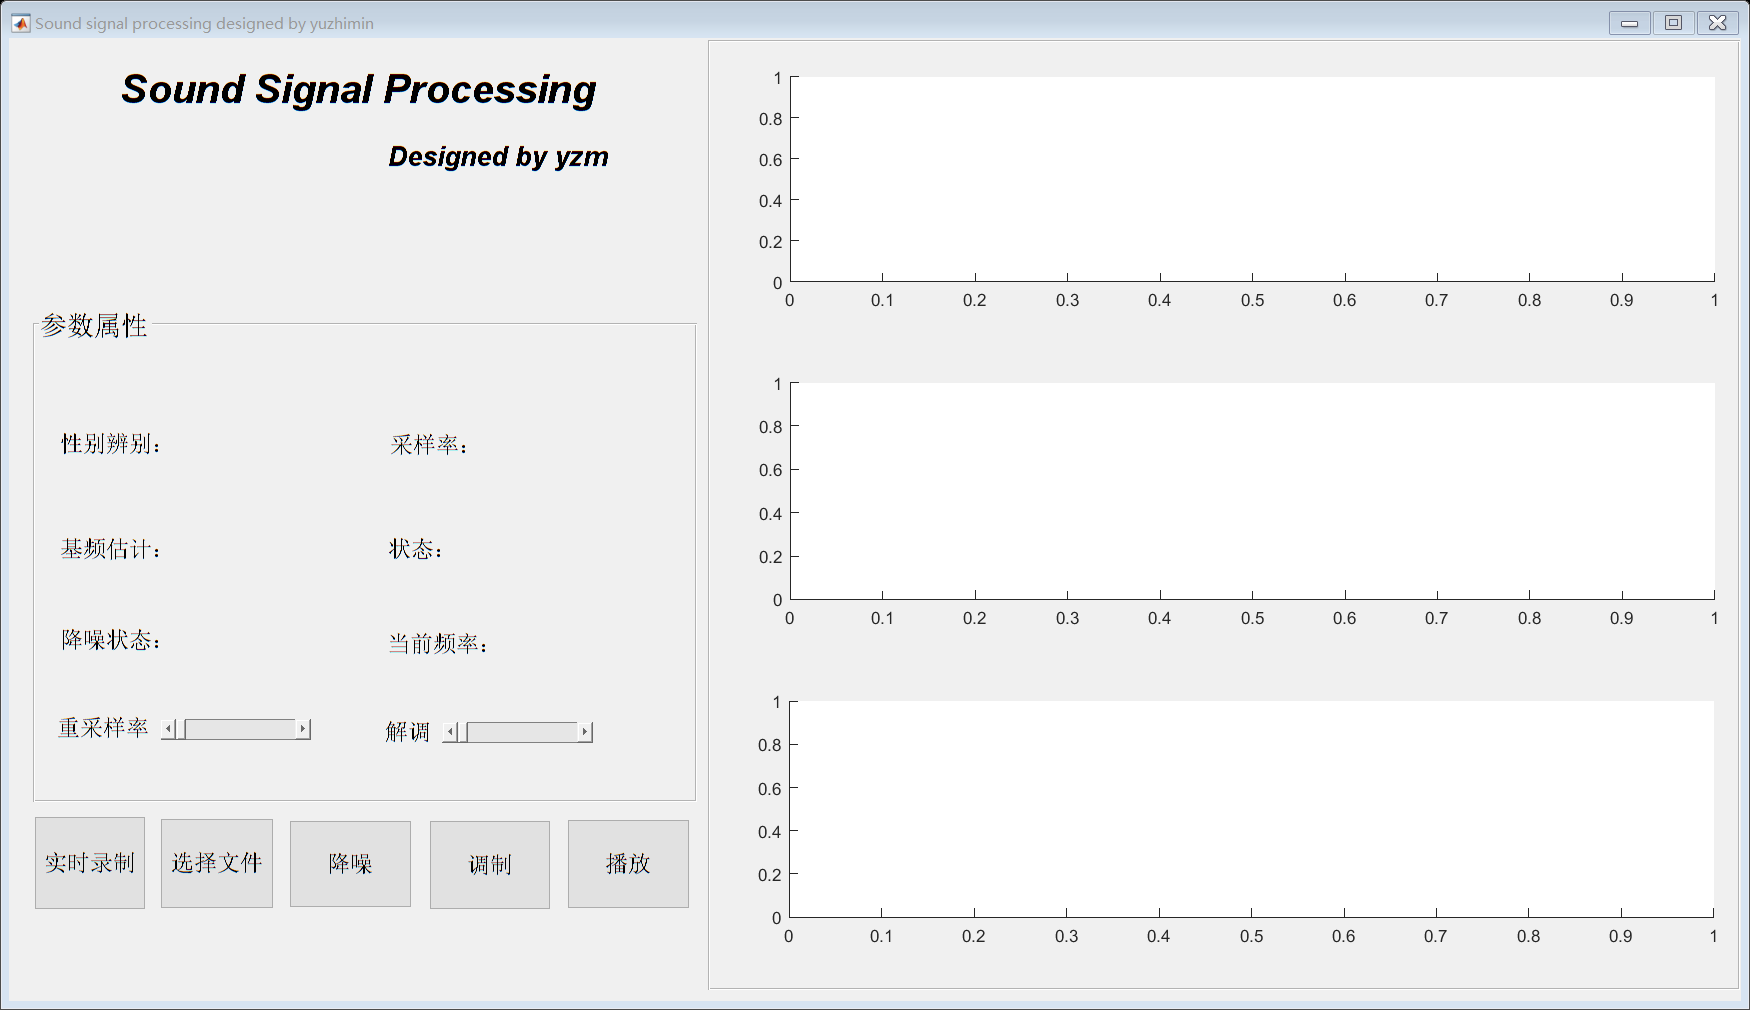 Sound signal processing designed by yuzhimin
Sound Signal Processing
Designed by yzm
参数属性
性别辨别： 采样率：
基频估计： 状态：
降噪状态： 当前频率：
重采样率 解调
实时录制 选择文件 降噪 调制 播放
1
0.8
0.6
0.4
0.2
0
0 0.1 0.2 0.3 0.4 0.5 0.6 0.7 0.8 0.9 1
1
0.8
0.6
0.4
0.2
0
0 0.1 0.2 0.3 0.4 0.5 0.6 0.7 0.8 0.9 1
1
0.8
0.6
0.4
0.2
0
0 0.1 0.2 0.3 0.4 0.5 0.6 0.7 0.8 0.9 1